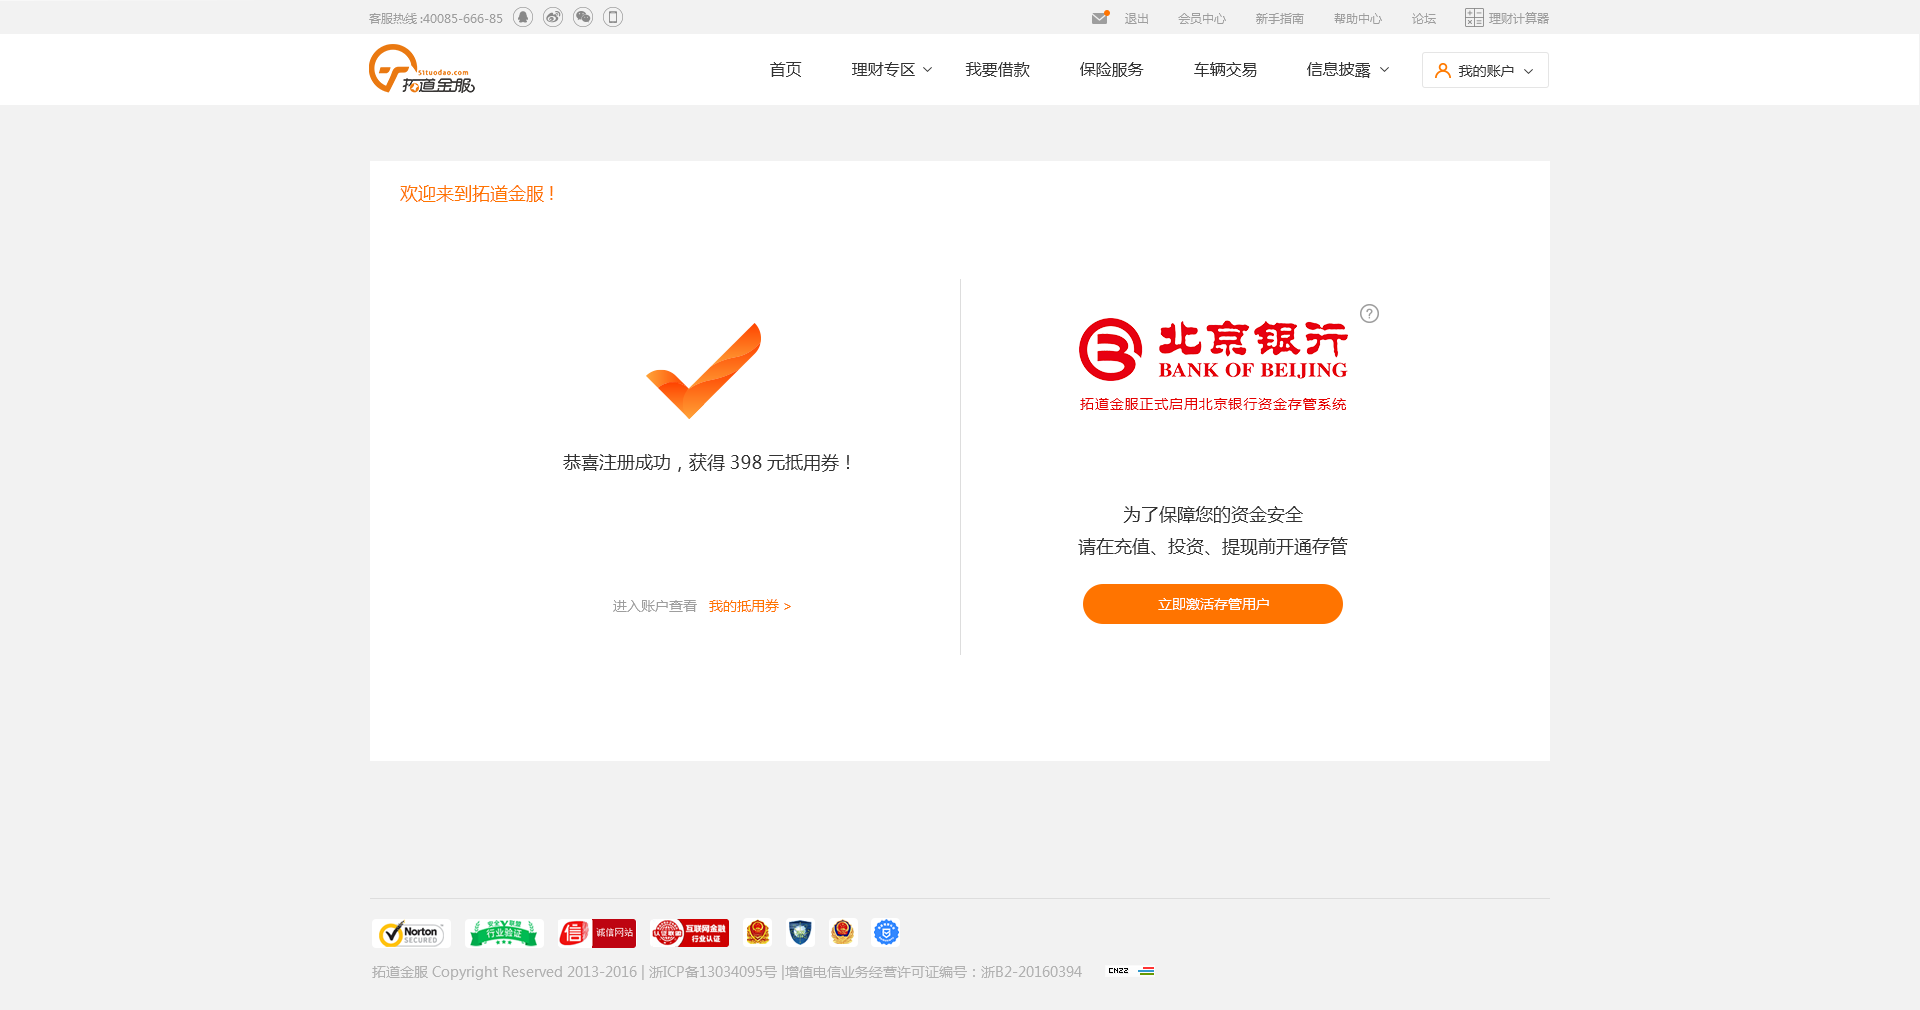 客服热线 :40085-666-85
退出 会员中心 新手指南 帮助中心 论坛 理财计算器
51tuodao.com
拓道金服
首页 理财专区 我要借款 保险服务 车辆交易 信息披露 我的账户
欢迎来到拓道金服！
恭喜注册成功，获得 398 元抵用券！
进入账户查看 我的抵用券 >
?
北京银行
BANK OF BEIJING
拓道金服正式启用北京银行资金存管系统
为了保障您的资金安全
请在充值、投资、提现前开通存管
立即激活存管用户
Norton
SECURED
安全联盟
行业验证
信 诚信网站
互联网金融
行业认证
拓道金服 Copyright Reserved 2013-2016 | 浙ICP备13034095号 |增值电信业务经营许可证编号：浙B2-20160394
CNZZ